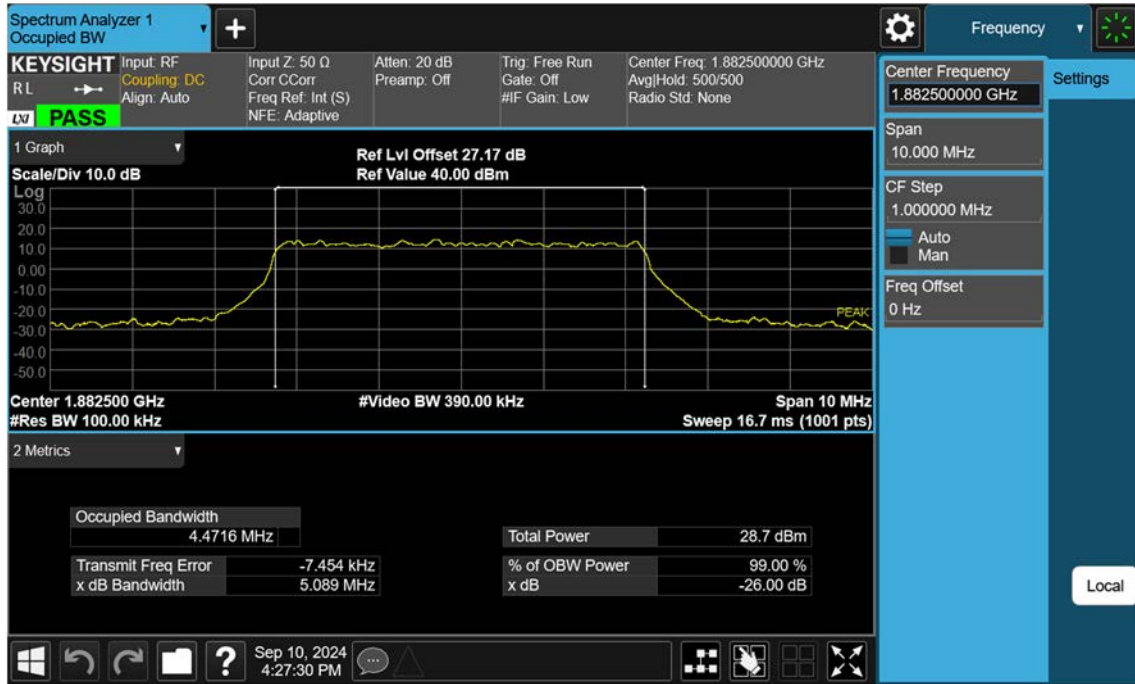 Spectrum Analyzer 1
Occupied BW
Frequency
KEYSIGHT
R L
LXI
PASS
Input: RF
Coupling: DC
Align: Auto
Input Z: 50 Ω
Corr CCorr
Freq Ref: Int (S)
NFE: Adaptive
Atten: 20 dB
Preamp: Off
Trig: Free Run
Gate: Off
#IF Gain: Low
Center Freq: 1.882500000 GHz
Avg|Hold: 500/500
Radio Std: None
Center Frequency
1.882500000 GHz
Settings
Span
10.000 MHz
CF Step
1.000000 MHz
Auto
Man
Freq Offset
0 Hz
Local
1 Graph
Scale/Div 10.0 dB
Ref Lvl Offset 27.17 dB
Ref Value 40.00 dBm
Log
30.0
20.0
10.0
0.00
-10.0
-20.0
-30.0
-40.0
-50.0
PEAK
Center 1.882500 GHz
#Video BW 390.00 kHz
Span 10 MHz
#Res BW 100.00 kHz
Sweep 16.7 ms (1001 pts)
2 Metrics
Occupied Bandwidth
4.4716 MHz
Total Power 28.7 dBm
Transmit Freq Error -7.454 kHz
% of OBW Power 99.00 %
x dB Bandwidth 5.089 MHz
x dB -26.00 dB
?
Sep 10, 2024
4:27:30 PM